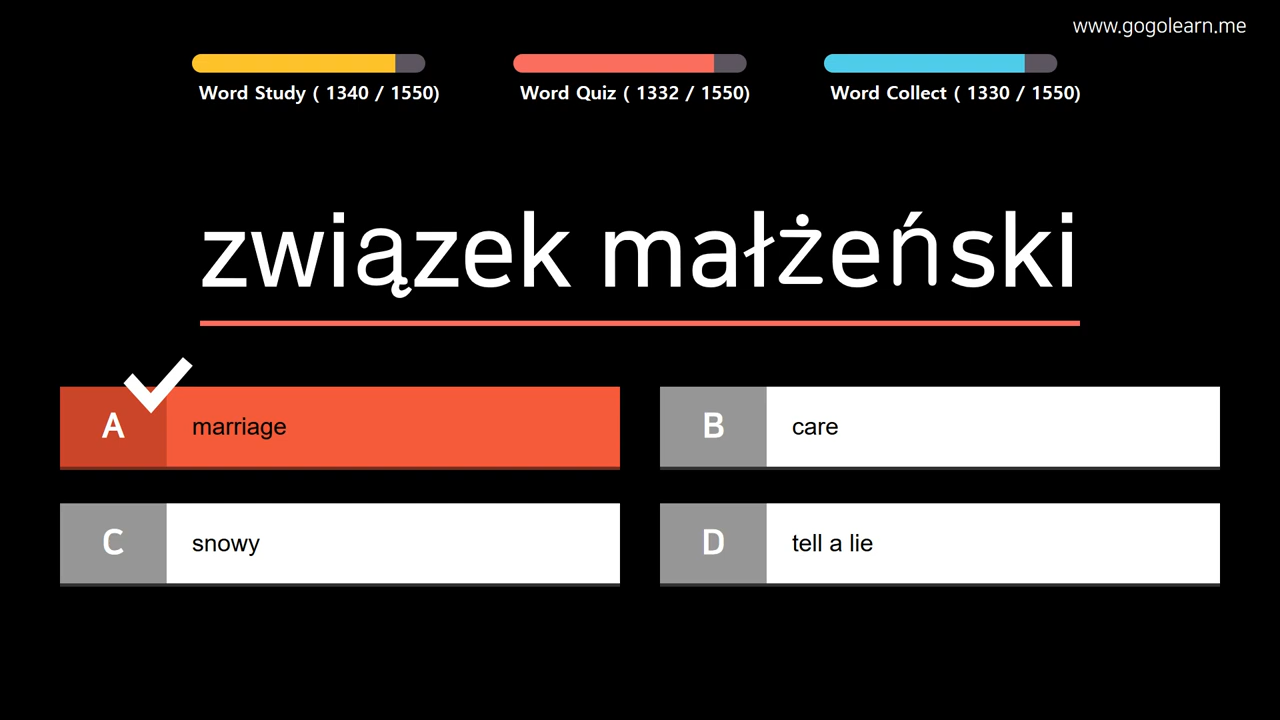 www.gogolearn.me
Word Study ( 1340 / 1550)
Word Quiz ( 1332 / 1550)
Word Collect ( 1330 / 1550)
związek małżeński
A marriage
B care
C snowy
D tell a lie